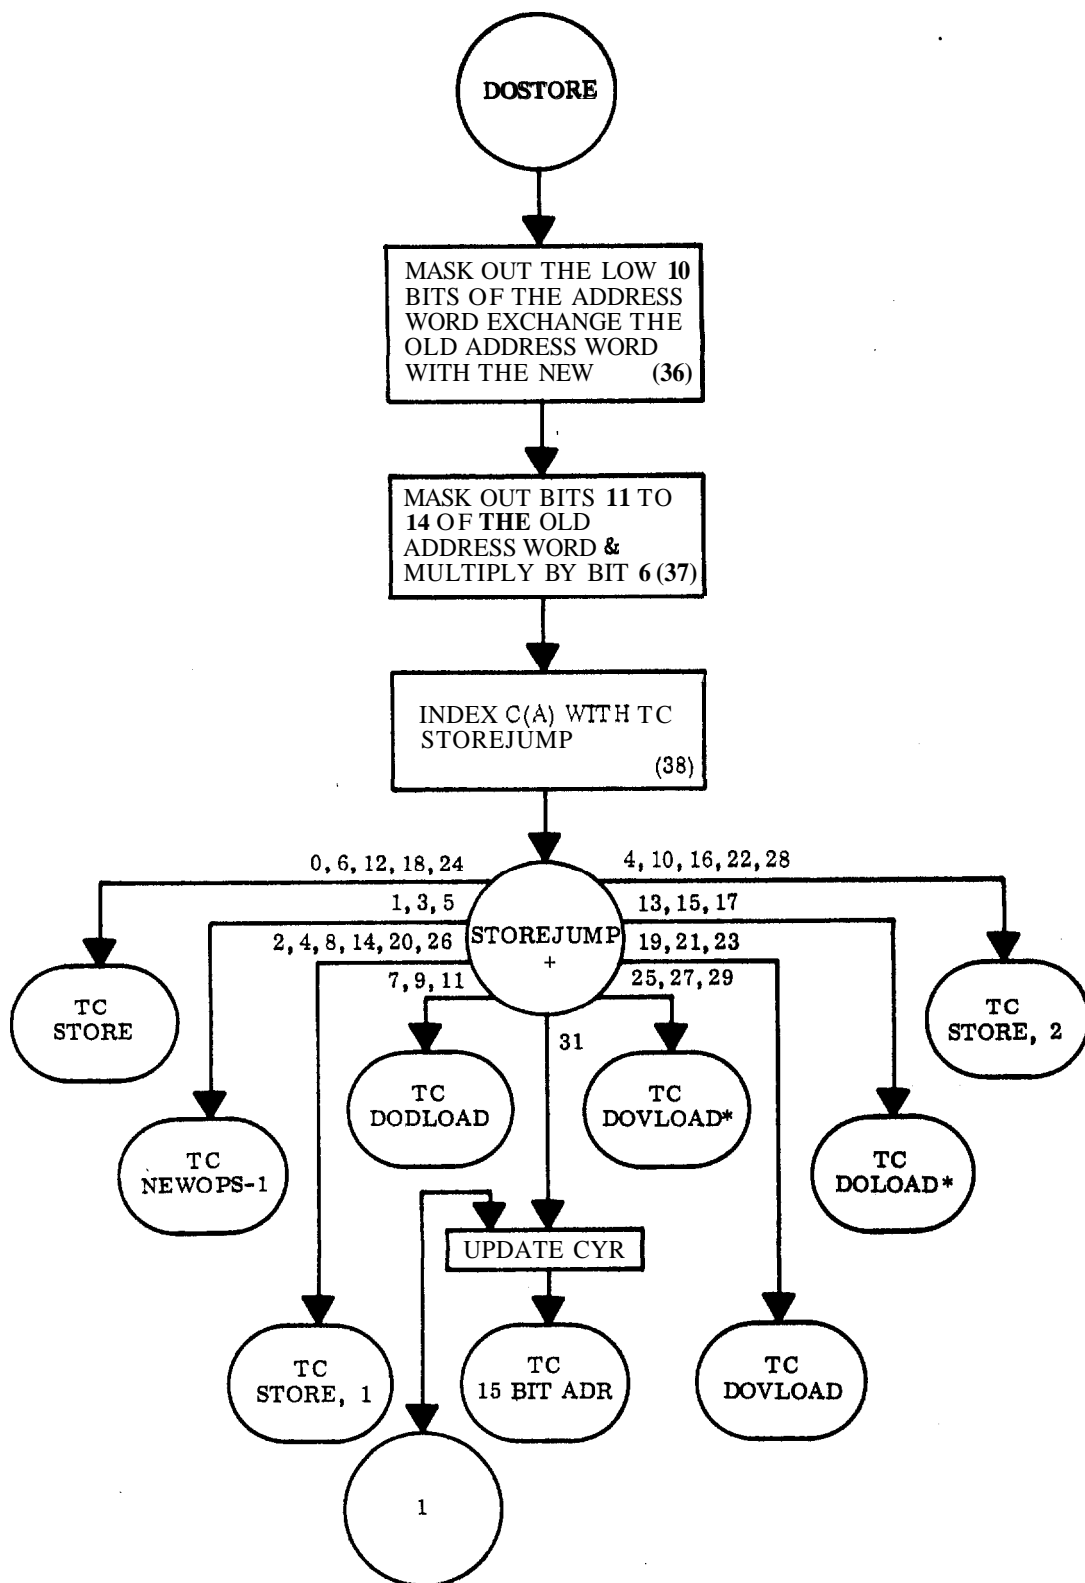 DOSTORE
MASK OUT THE LOW 10
BITS OF THE ADDRESS
WORD EXCHANGE THE
OLD ADDRESS WORD
WITH THE NEW (36)
MASK OUT BITS 11 TO
14 OF THE OLD
ADDRESS WORD &
MULTIPLY BY BIT 6 (37)
INDEX C(A) WITH TC
STOREJUMP
(38)
0, 6, 12, 18, 24
4, 10, 16, 22, 28
1, 3, 5
13, 15, 17
STOREJUMP
+
2, 4, 8, 14, 20, 26
19, 21, 23
7, 9, 11
25, 27, 29
31
TC
STORE
TC
STORE, 2
TC
DODLOAD
TC
DOVLOAD*
TC
NEWOPS-1
TC
DOLOAD*
UPDATE CYR
TC
STORE, 1
TC
15 BIT ADR
TC
DOVLOAD
1